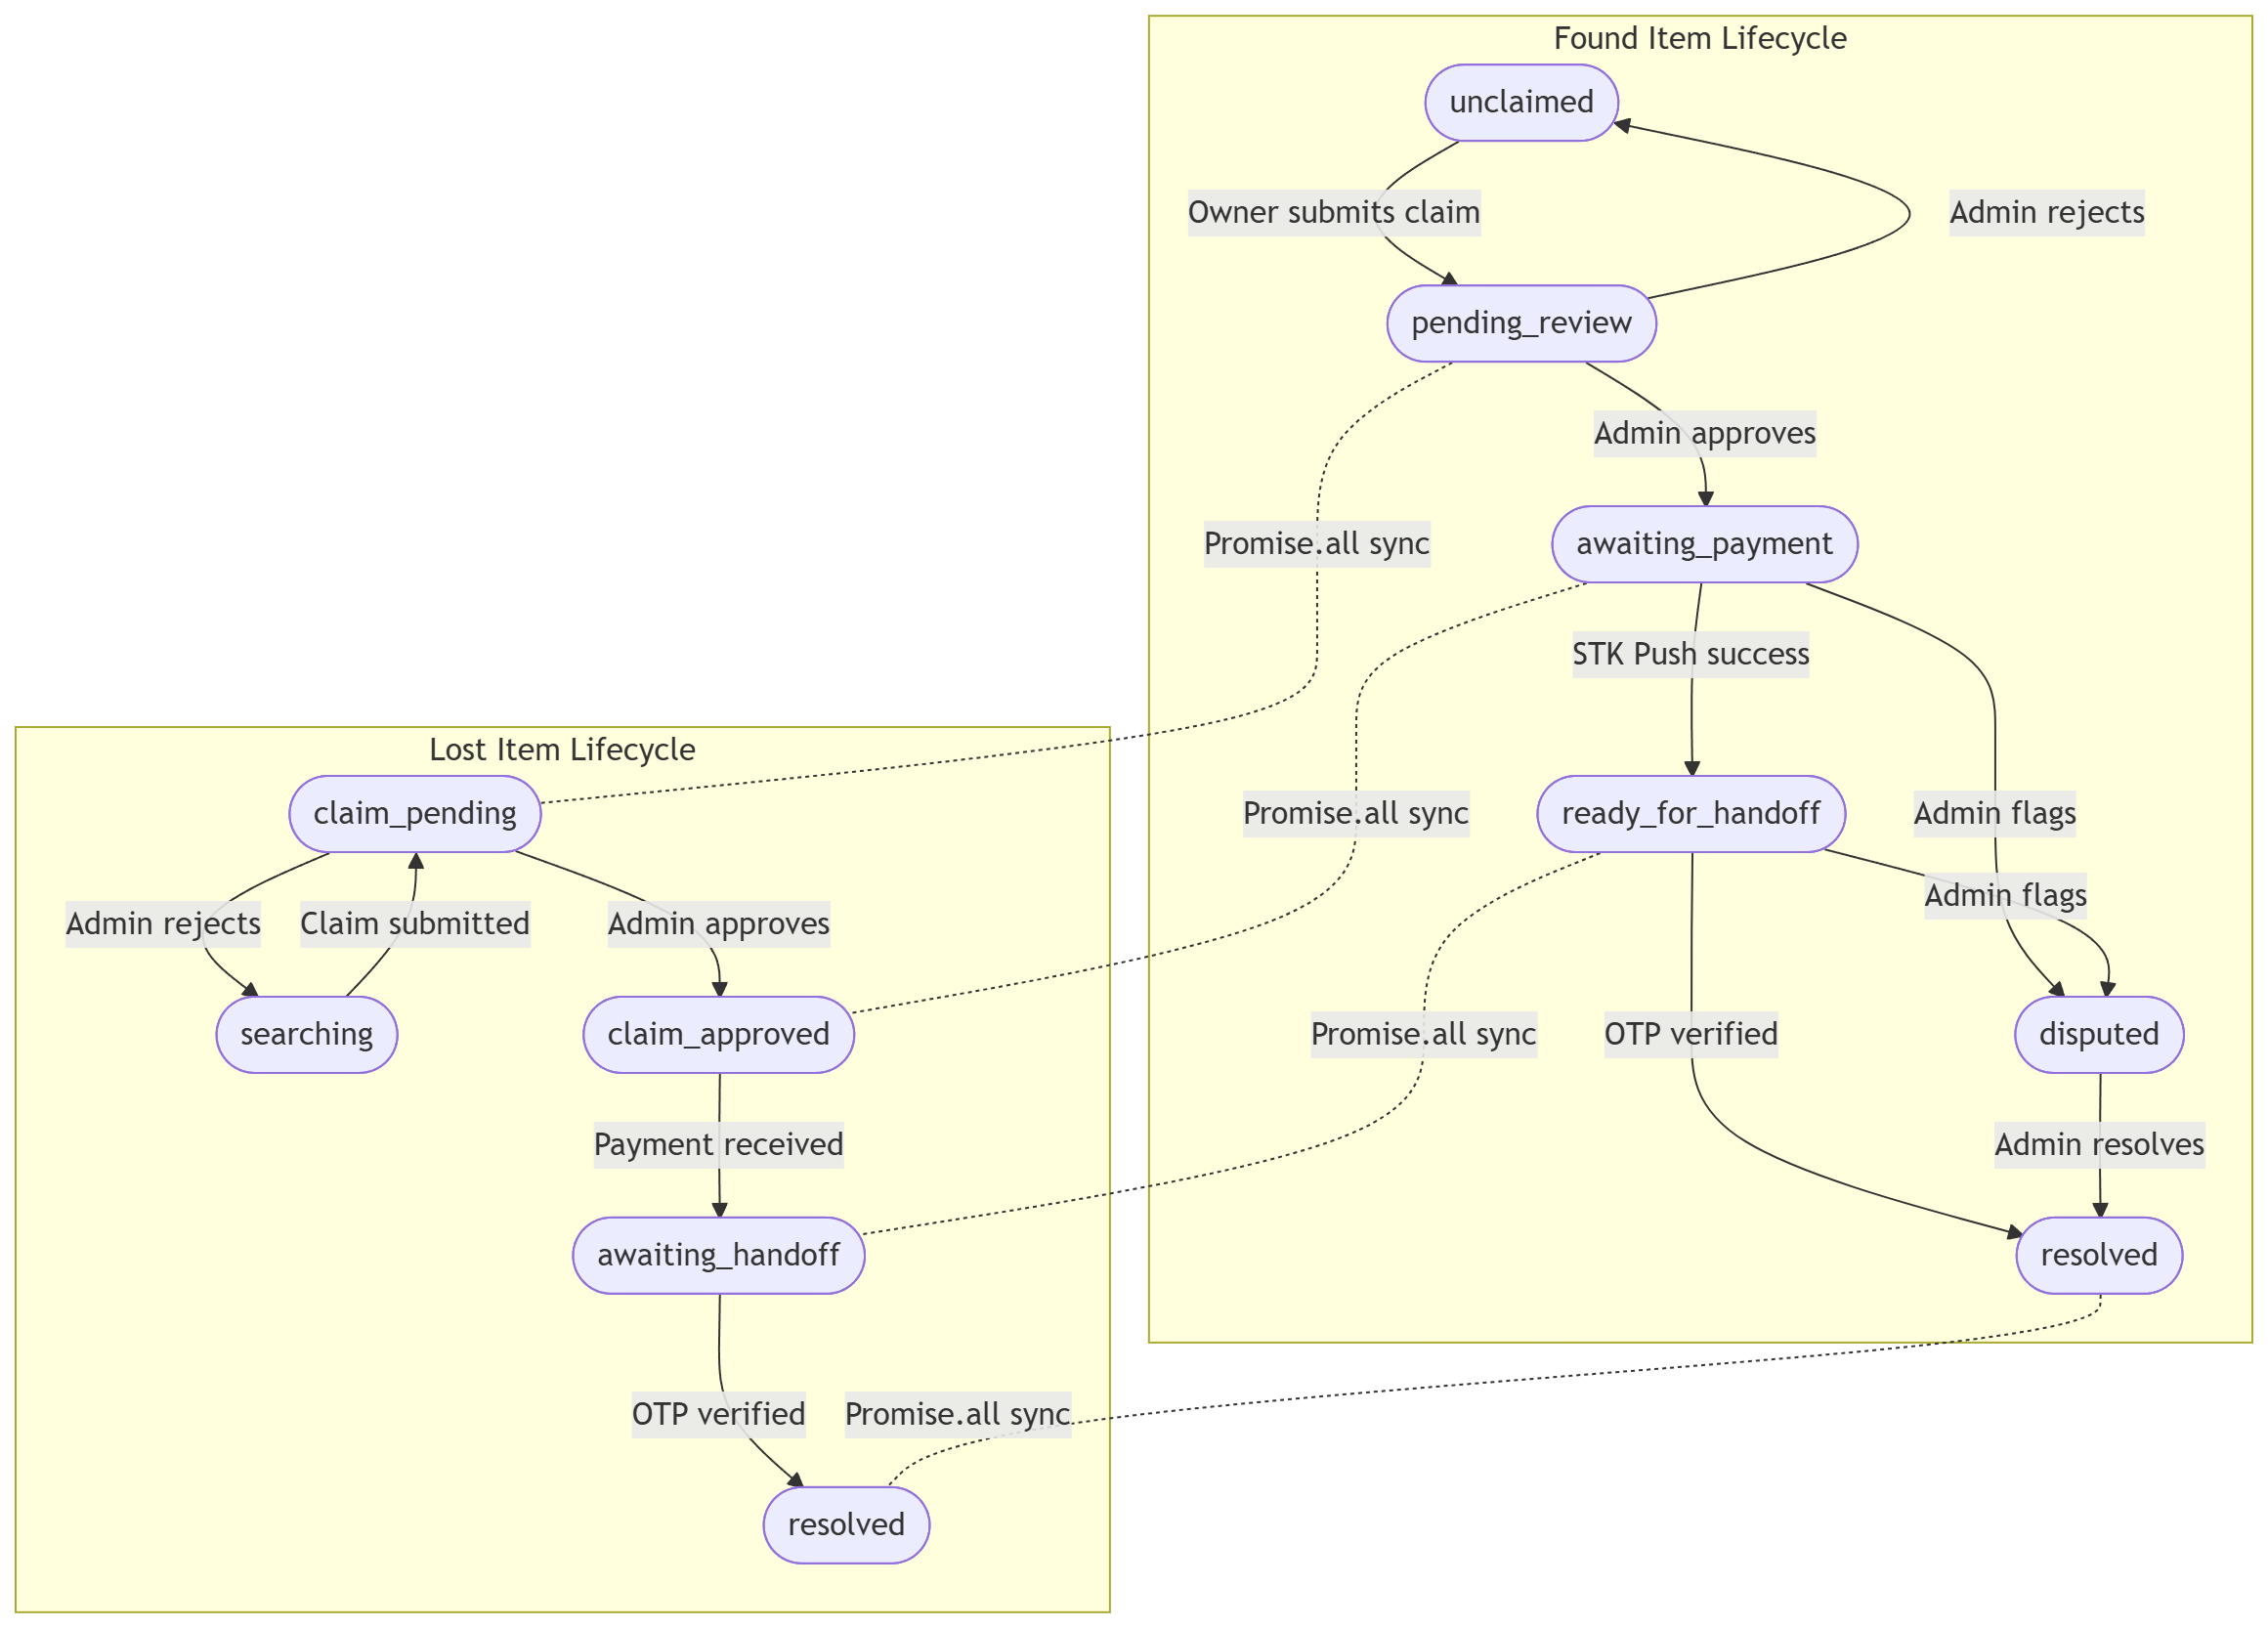 Found Item Lifecycle
unclaimed
Owner submits claim
Admin rejects
pending_review
Admin approves
Promise.all sync
awaiting_payment
STK Push success
Lost Item Lifecycle
claim_pending
Promise.all sync
ready_for_handoff
Admin flags
Admin flags
Admin rejects
Claim submitted
Admin approves
searching
claim_approved
Promise.all sync
OTP verified
disputed
Payment received
Admin resolves
awaiting_handoff
resolved
OTP verified
Promise.all sync
resolved